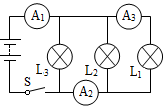 A₁ A₃
L₃ L₂ L₁
S A₂